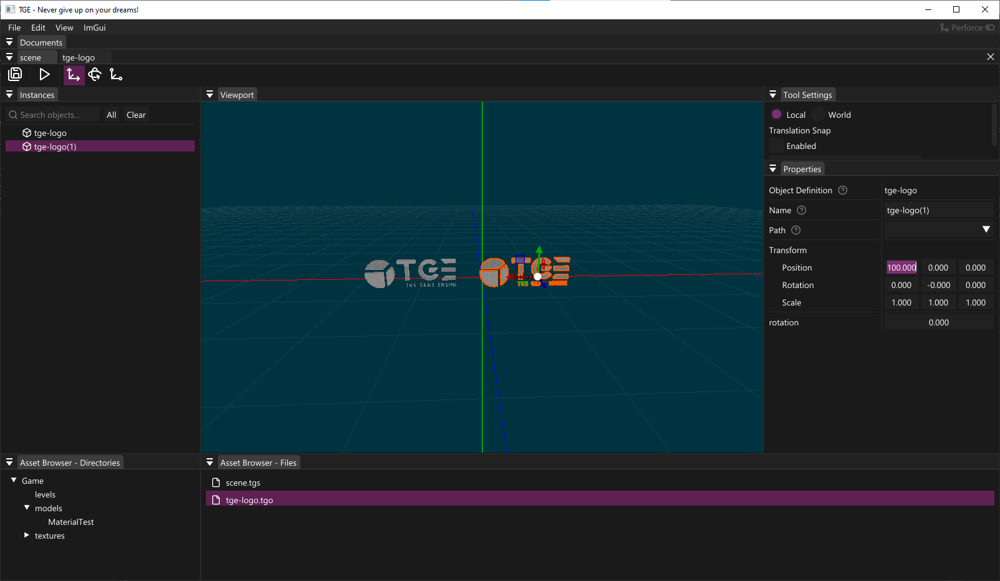 TGE - Never give up on your dreams!
File Edit View ImGui Perforce
Documents
scene tge-logo
Instances
Search objects... All Clear
tge-logo
tge-logo(1)
Viewport
TGE
THE GAME ENGINE
TGE
Tool Settings
Local World
Translation Snap
Enabled
Properties
Object Definition ? tge-logo
Name ? tge-logo(1)
Path ?
Transform
Position 100.000 0.000 0.000
Rotation 0.000 -0.000 0.000
Scale 1.000 1.000 1.000
rotation 0.000
Asset Browser - Directories
Game
levels
models
MaterialTest
textures
Asset Browser - Files
scene.tgs
tge-logo.tgo